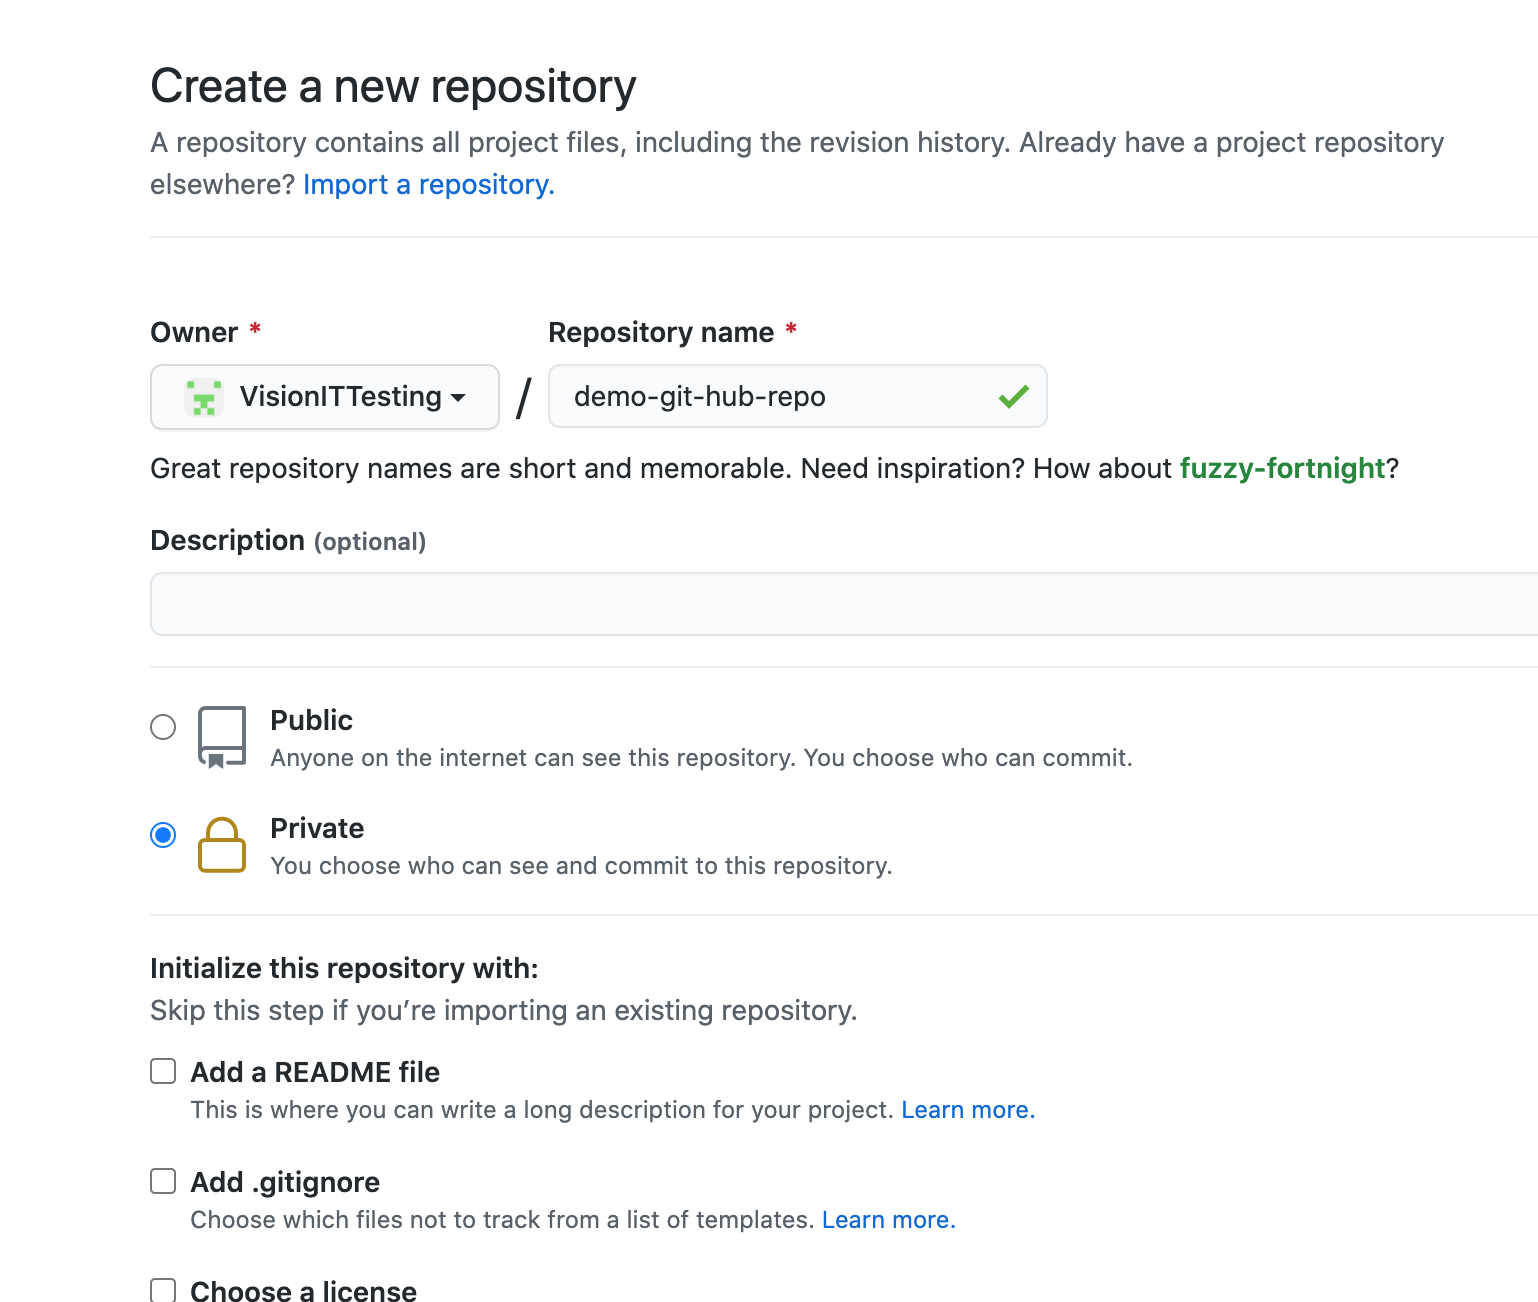 Create a new repository
A repository contains all project files, including the revision history. Already have a project repository
elsewhere? Import a repository.
Owner * Repository name *
VisionITTesting / demo-git-hub-repo
Great repository names are short and memorable. Need inspiration? How about fuzzy-fortnight?
Description (optional)
Public
Anyone on the internet can see this repository. You choose who can commit.
Private
You choose who can see and commit to this repository.
Initialize this repository with:
Skip this step if you’re importing an existing repository.
Add a README file
This is where you can write a long description for your project. Learn more.
Add .gitignore
Choose which files not to track from a list of templates. Learn more.
Choose a license